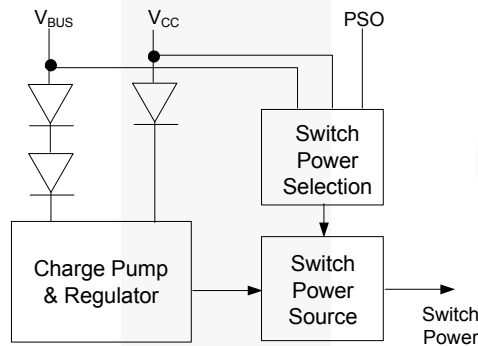 VBUS
VCC
PSO
Switch
Power
Selection
Charge Pump
& Regulator
Switch
Power
Source
Switch
Power